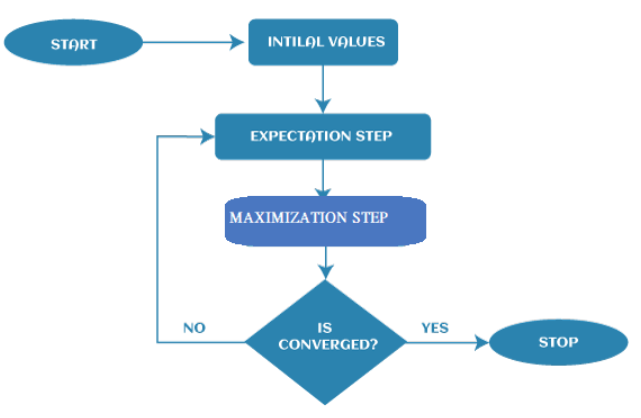 START
INTILAL VALUES
EXPECTATION STEP
MAXIMIZATION STEP
IS
CONVERGED?
NO
YES
STOP